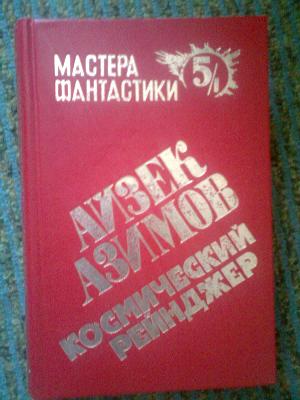 МАСТЕРА
ФАНТАСТИКИ
5/1
АЙЗЕК
АЗИМОВ
КОСМИЧЕСКИЙ
РЕЙНДЖЕР